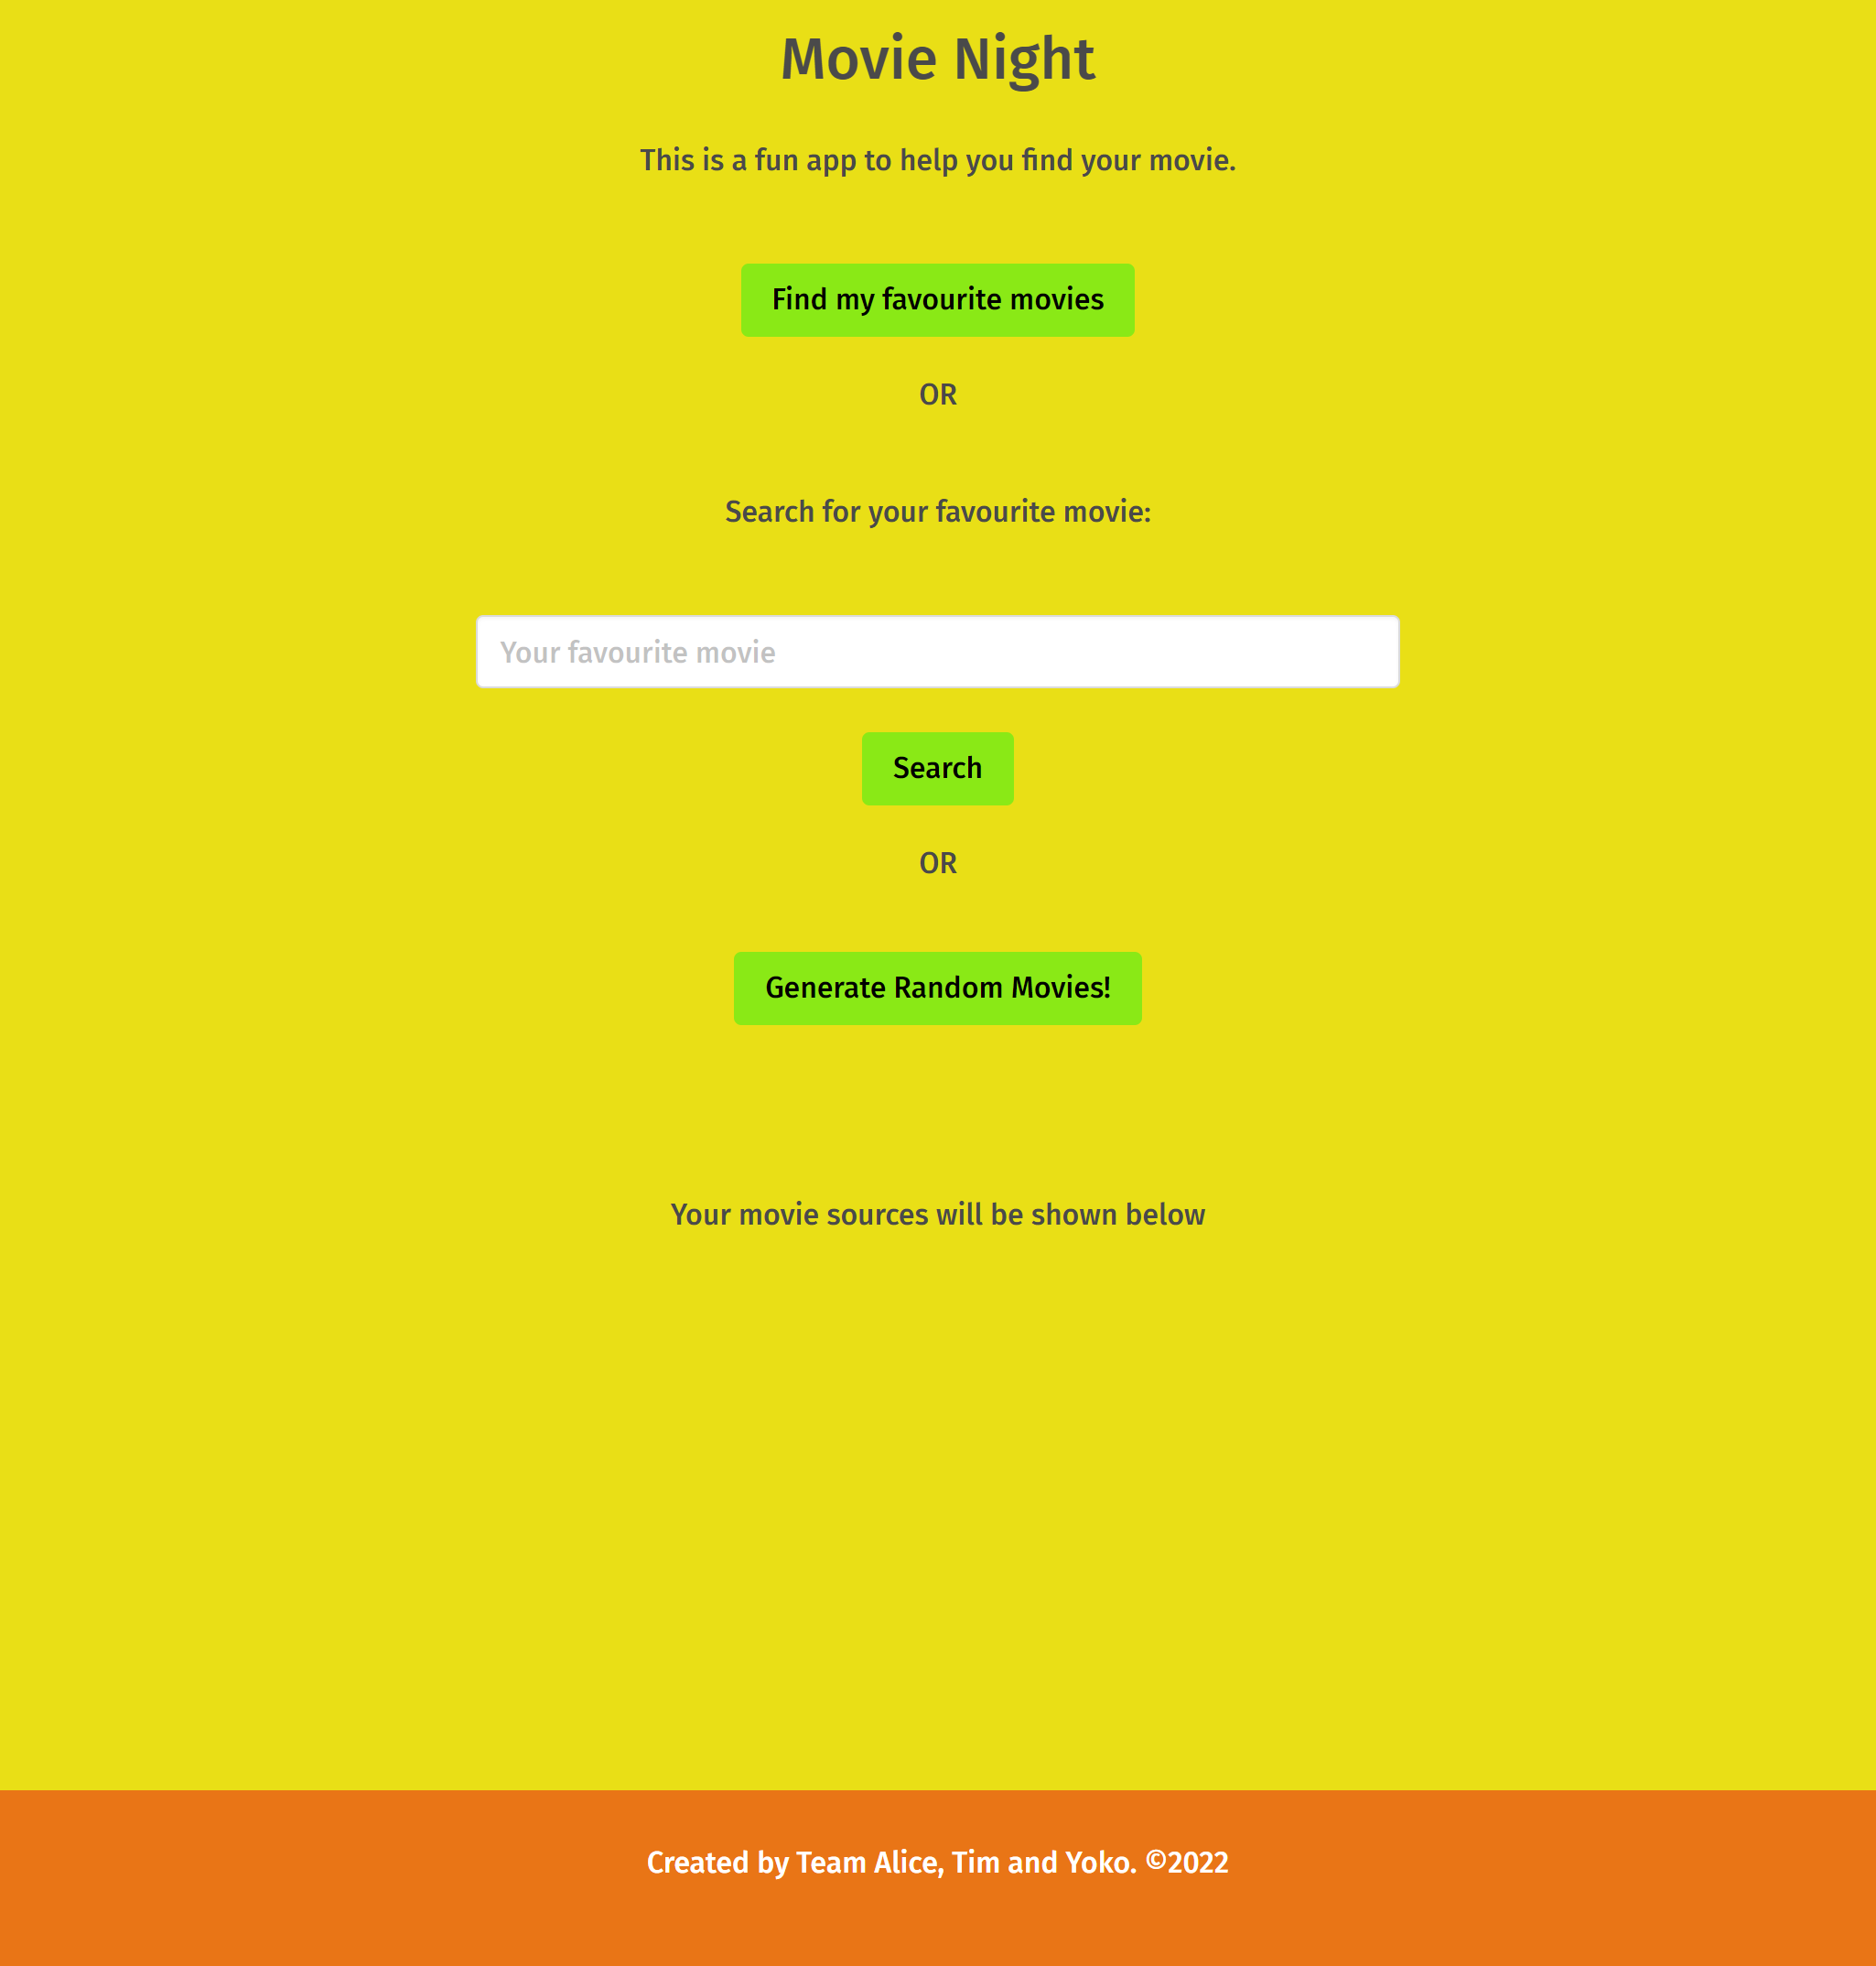 Movie Night
This is a fun app to help you find your movie.
Find my favourite movies
OR
Search for your favourite movie:
Your favourite movie
Search
OR
Generate Random Movies!
Your movie sources will be shown below
Created by Team Alice, Tim and Yoko. ©2022